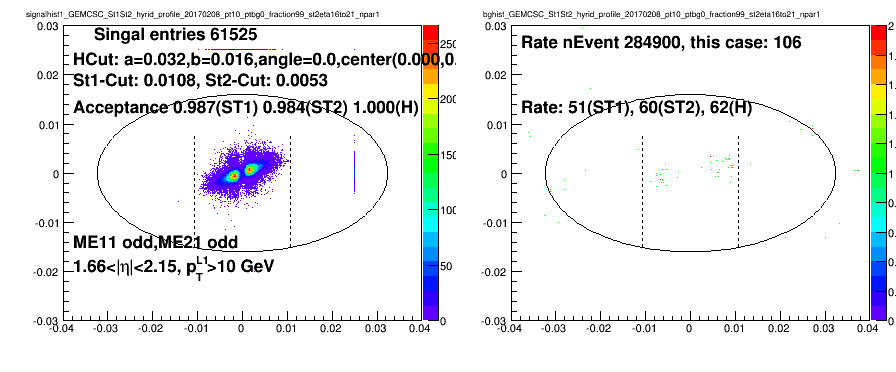 signalhist1_GEMCSC_St1St2_hyrid_profile_20170208_pt10_ptbg0_fraction99_st2eta16to21_npar1
Singal entries 61525
HCut: a=0.032,b=0.016,angle=0.0,center(0.000,0.
St1-Cut: 0.0108, St2-Cut: 0.0053
Acceptance 0.987(ST1) 0.984(ST2) 1.000(H)
ME11 odd,ME21 odd
1.66<|η|<2.15, p_T^L1>10 GeV
0.03
0.02
0.01
0
-0.01
-0.02
-0.03
-0.04 -0.03 -0.02 -0.01 0 0.01 0.02 0.03 0.04
250
200
150
100
50
0
bghist_GEMCSC_St1St2_hyrid_profile_20170208_pt10_ptbg0_fraction99_st2eta16to21_npar1
Rate nEvent 284900, this case: 106
Rate: 51(ST1), 60(ST2), 62(H)
0.03
0.02
0.01
0
-0.01
-0.02
-0.03
-0.04 -0.03 -0.02 -0.01 0 0.01 0.02 0.03 0.04